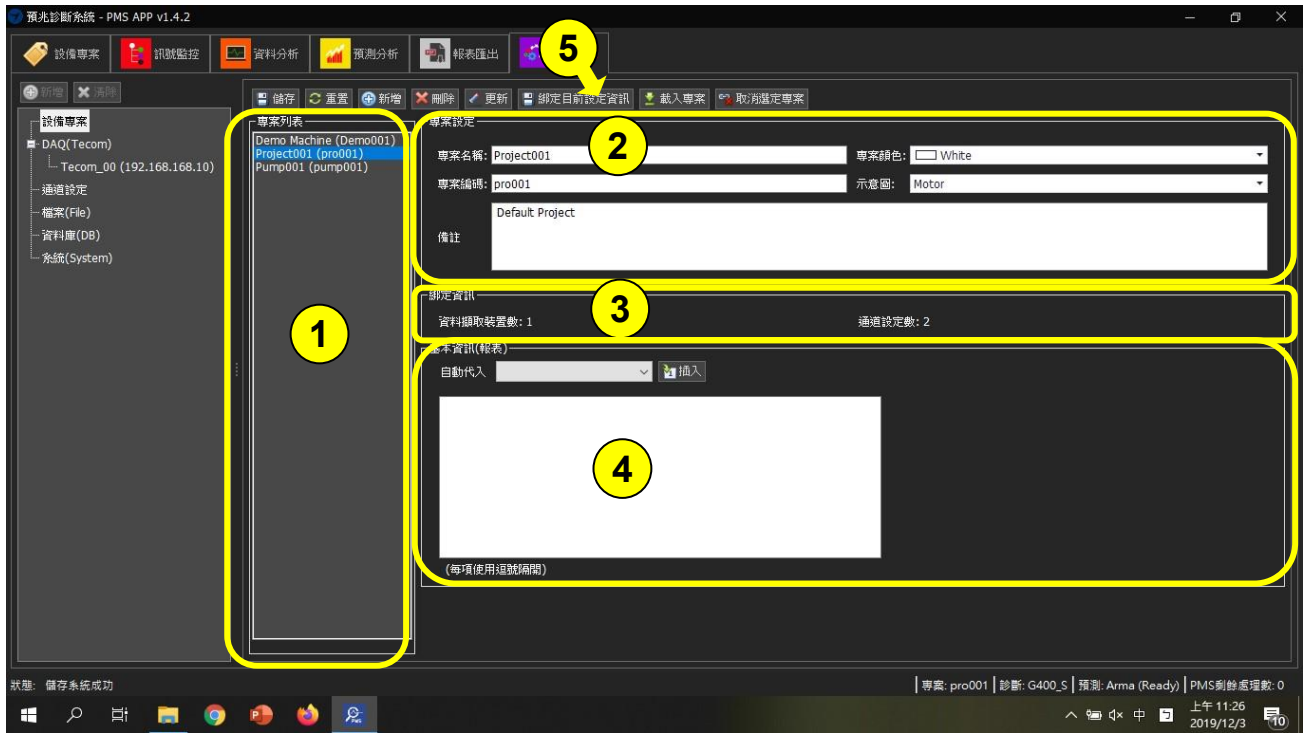 預兆診斷系統 - PMS APP v1.4.2
設備專案 訊號監控 資料分析 預測分析 報表匯出
5
新增 清除
儲存 重置 新增 刪除 更新 綁定目前設定資訊 載入專案 取消選定專案
設備專案
DAQ(Tecom)
Tecom_00 (192.168.168.10)
通道設定
檔案(File)
資料庫(DB)
系統(System)
專案列表
Demo Machine (Demo001)
Project001 (pro001)
Pump001 (pump001)
1
專案設定
2
專案名稱: Project001 專案顏色: White
專案編碼: pro001 示意圖: Motor
備註 Default Project
綁定資訊
3
資料擷取裝置數: 1 通道設定數: 2
基本資訊(報表)
自動代入 插入
4
(每項使用逗號隔開)
狀態: 儲存系統成功 專案: pro001 診斷: G400_S 預測: Arma (Ready) PMS剩餘處理數: 0
中 上午 11:26
2019/12/3 10